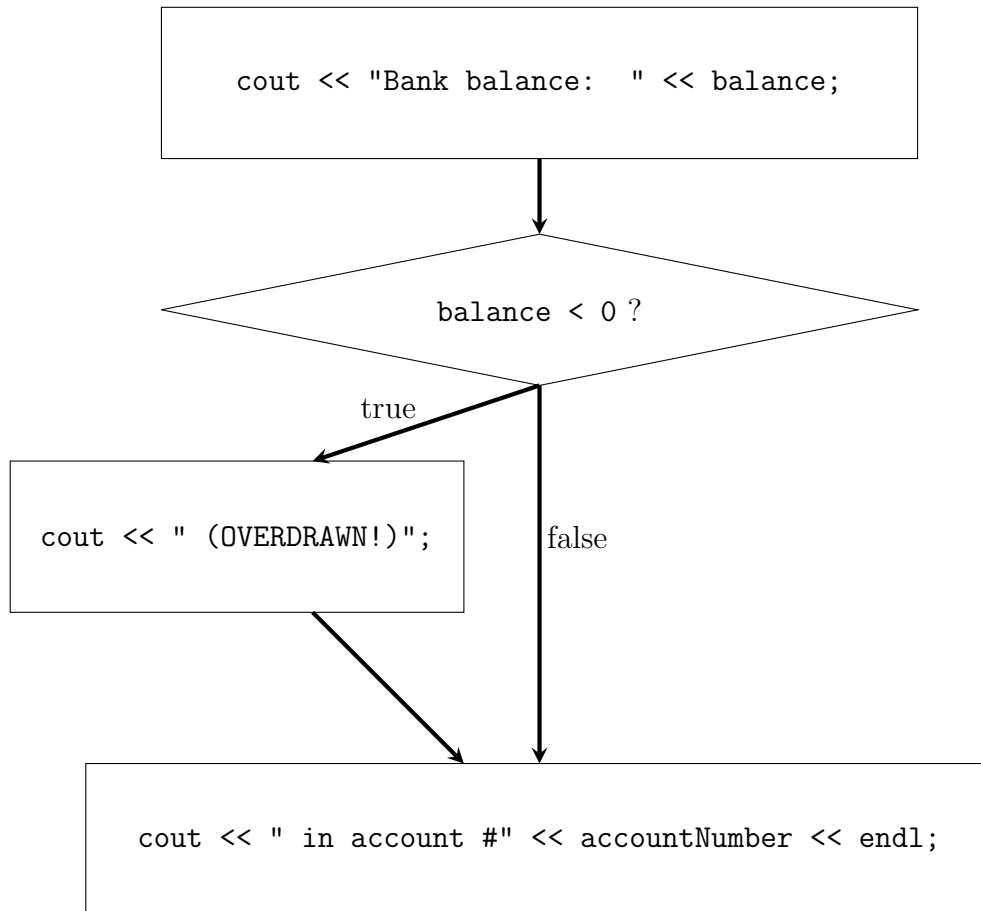 cout << "Bank balance:  " << balance;
balance < 0 ?
true
cout << " (OVERDRAWN!)";
false
cout << " in account #" << accountNumber << endl;